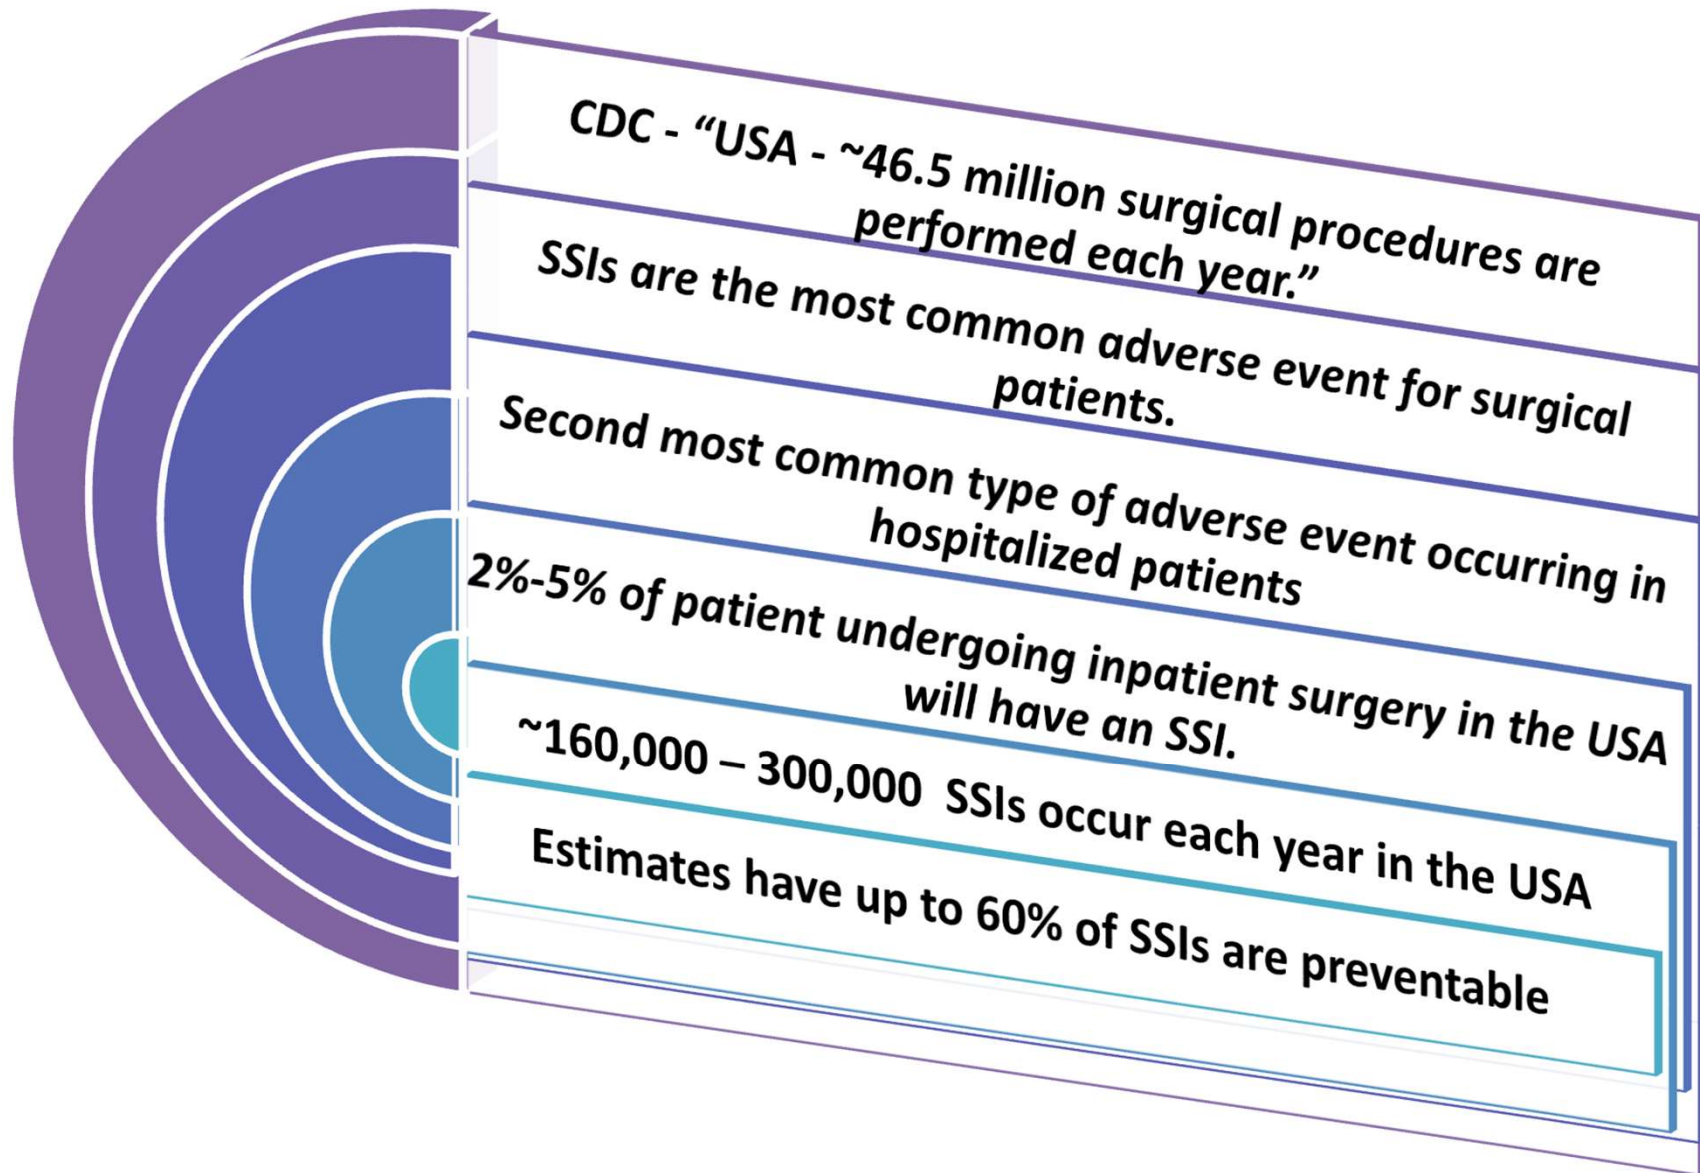 CDC - “USA - ~46.5 million surgical procedures are
performed each year.”
SSIs are the most common adverse event for surgical
patients.
Second most common type of adverse event occurring in
hospitalized patients
2%-5% of patient undergoing inpatient surgery in the USA
will have an SSI.
~160,000 – 300,000  SSIs occur each year in the USA
Estimates have up to 60% of SSIs are preventable